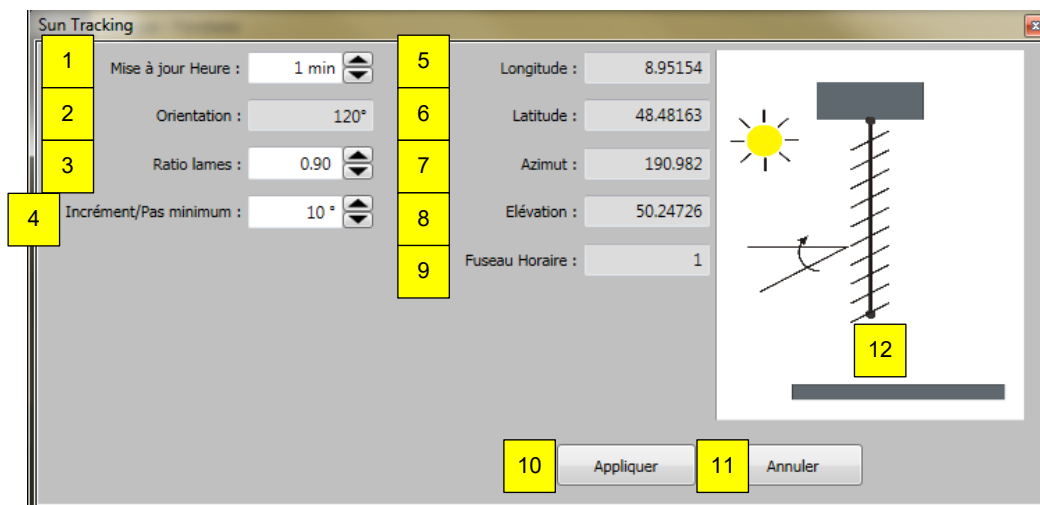 Sun Tracking
1 Mise à jour Heure : 1 min
2 Orientation : 120°
3 Ratio lames : 0.90
4 Incrément/Pas minimum : 10 °
5 Longitude : 8.95154
6 Latitude : 48.48163
7 Azimut : 190.982
8 Elévation : 50.24726
9 Fuseau Horaire : 1
12
10 Appliquer
11 Annuler